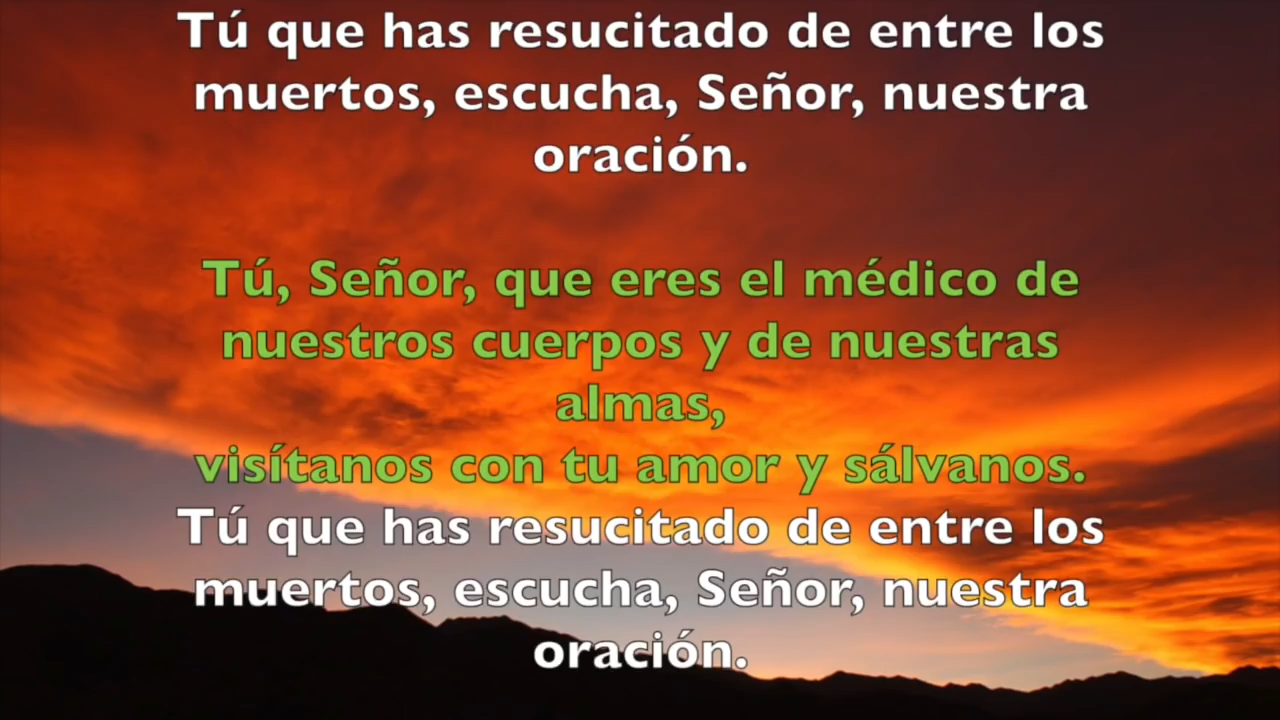 Tú que has resucitado de entre los
muertos, escucha, Señor, nuestra
oración.
Tú, Señor, que eres el médico de
nuestros cuerpos y de nuestras
almas,
visítanos con tu amor y sálvanos.
Tú que has resucitado de entre los
muertos, escucha, Señor, nuestra
oración.